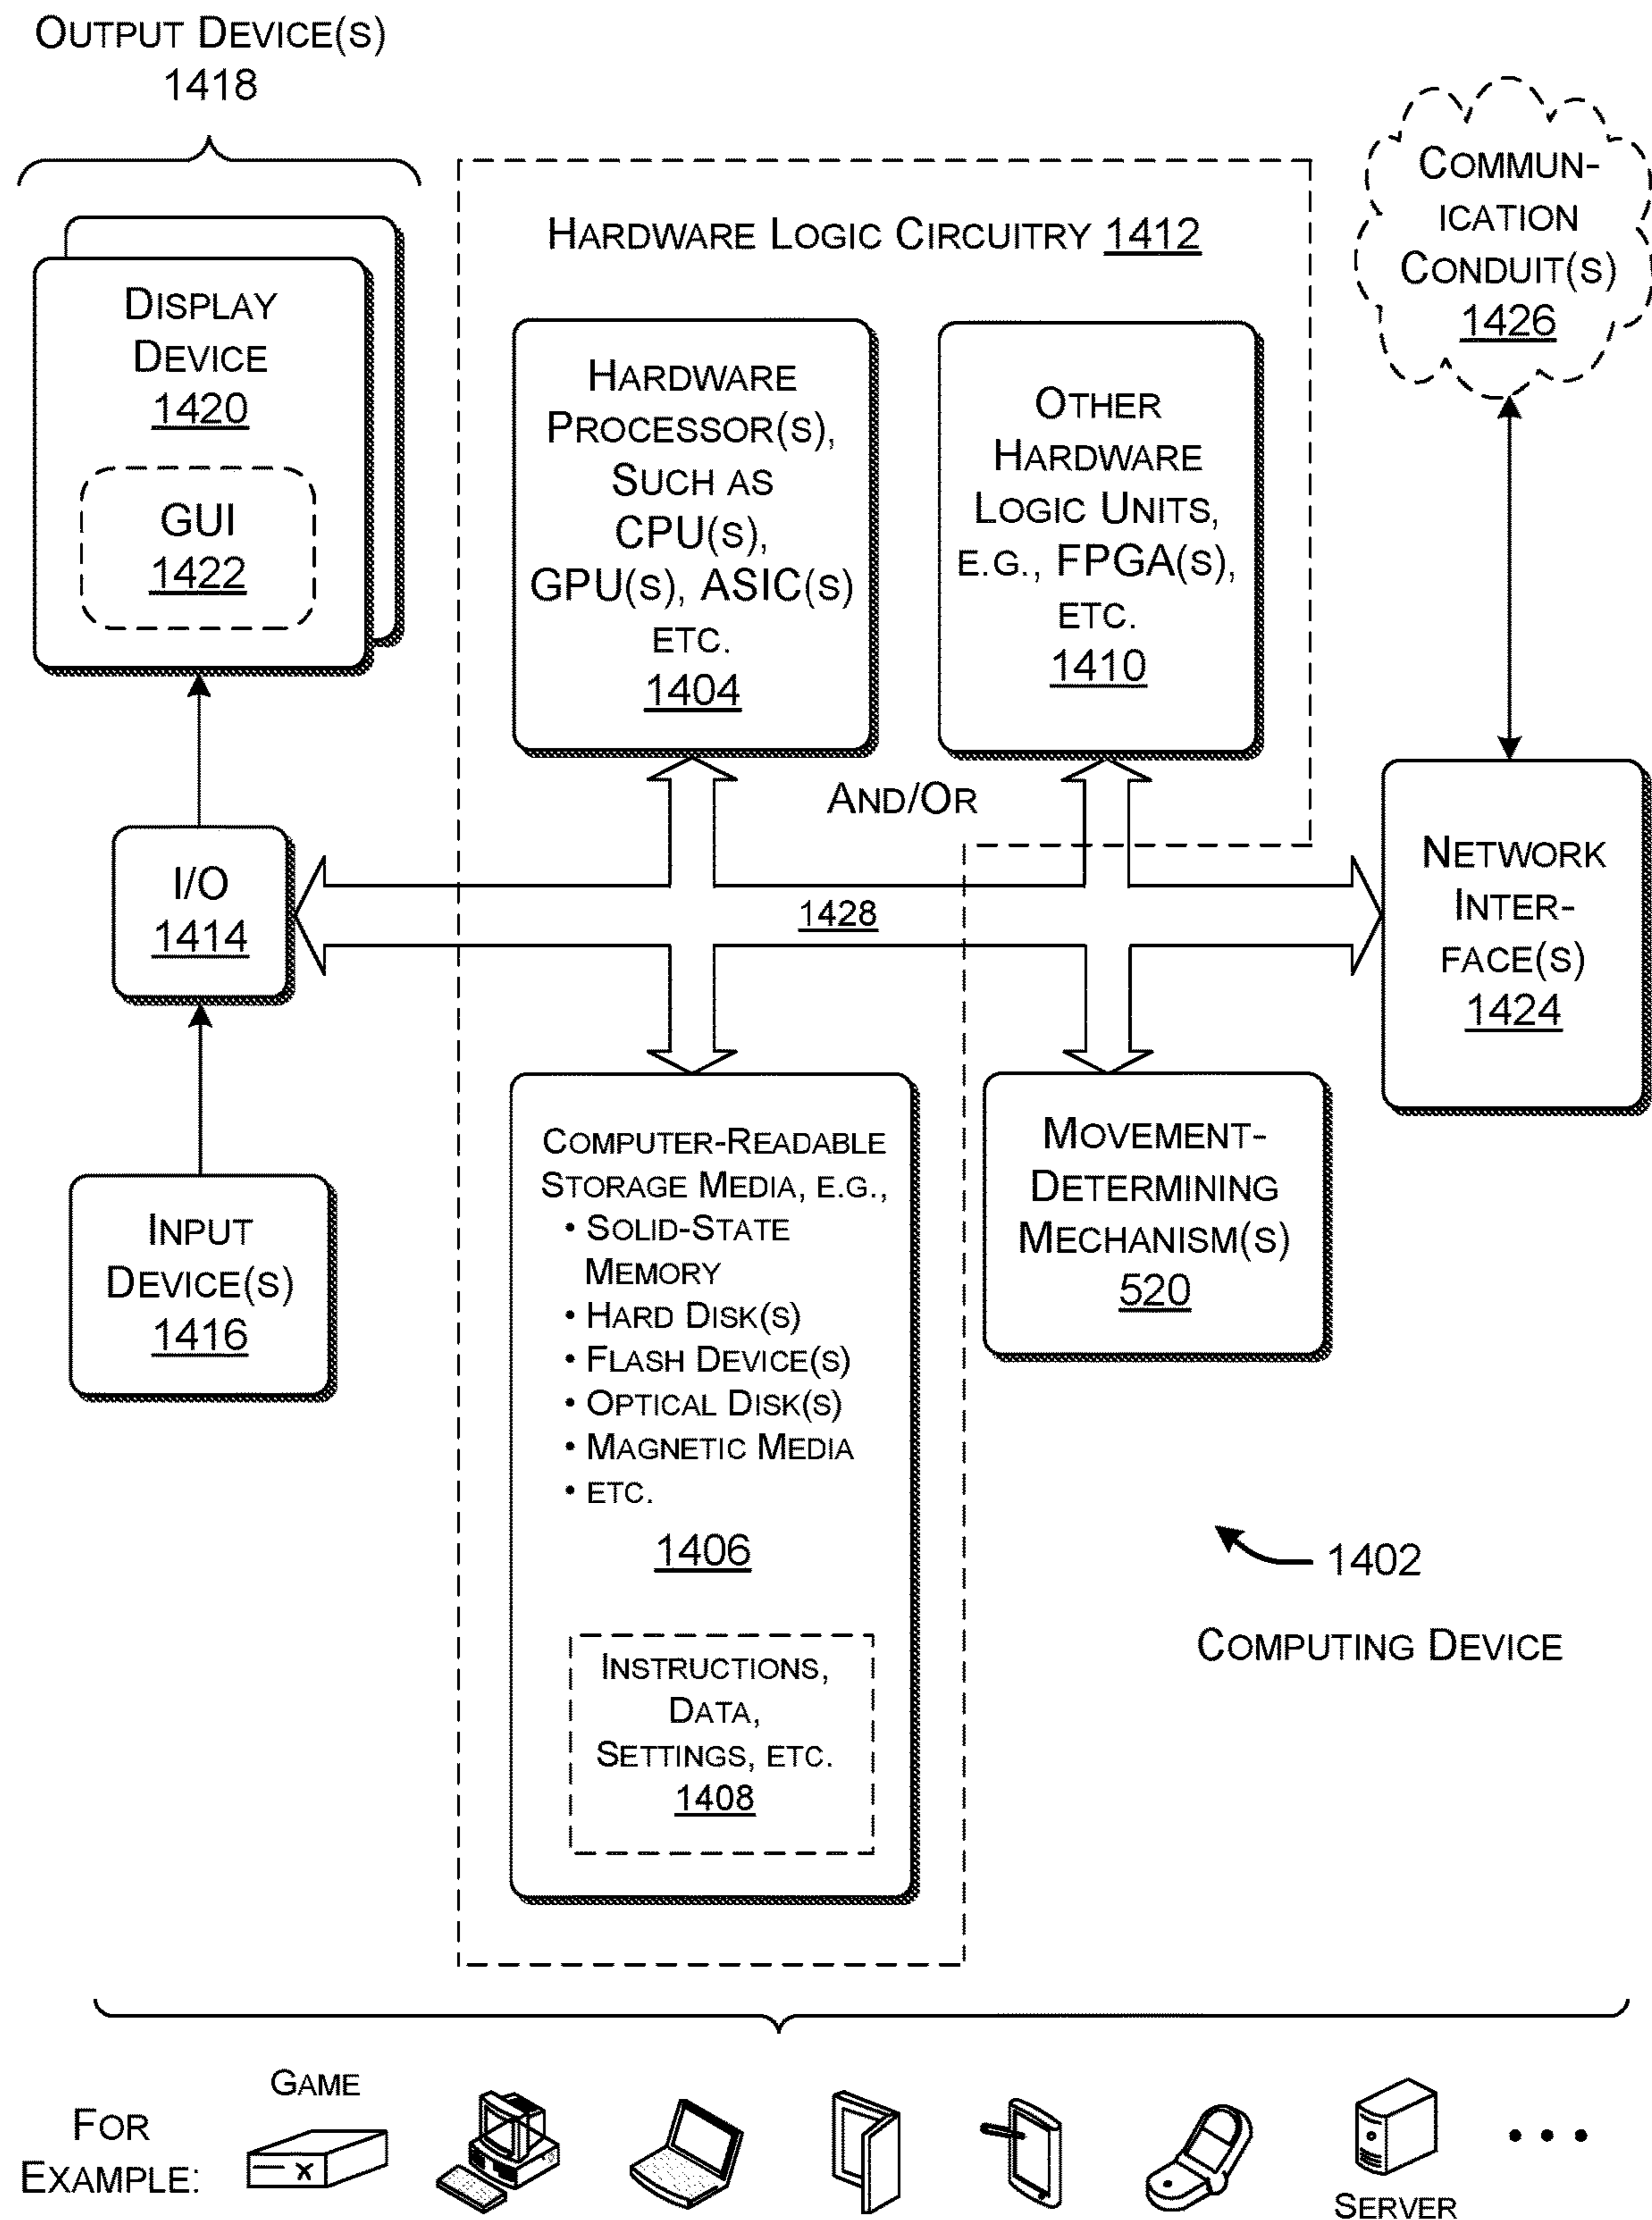 OUTPUT DEVICE(S)
1418
HARDWARE LOGIC CIRCUITRY 1412
COMMUN-
ICATION
CONDUIT(S)
1426
DISPLAY
DEVICE
1420
GUI
1422
HARDWARE
PROCESSOR(S),
SUCH AS
CPU(S),
GPU(S), ASIC(S)
ETC.
1404
OTHER
HARDWARE
LOGIC UNITS,
E.G., FPGA(S),
ETC.
1410
AND/OR
I/O
1414
1428
NETWORK
INTER-
FACE(S)
1424
INPUT
DEVICE(S)
1416
COMPUTER-READABLE
STORAGE MEDIA, E.G.,
• SOLID-STATE
MEMORY
• HARD DISK(S)
• FLASH DEVICE(S)
• OPTICAL DISK(S)
• MAGNETIC MEDIA
• ETC.
1406
INSTRUCTIONS,
DATA,
SETTINGS, ETC.
1408
MOVEMENT-
DETERMINING
MECHANISM(S)
520
1402
COMPUTING DEVICE
FOR
EXAMPLE:
GAME
SERVER
• • •